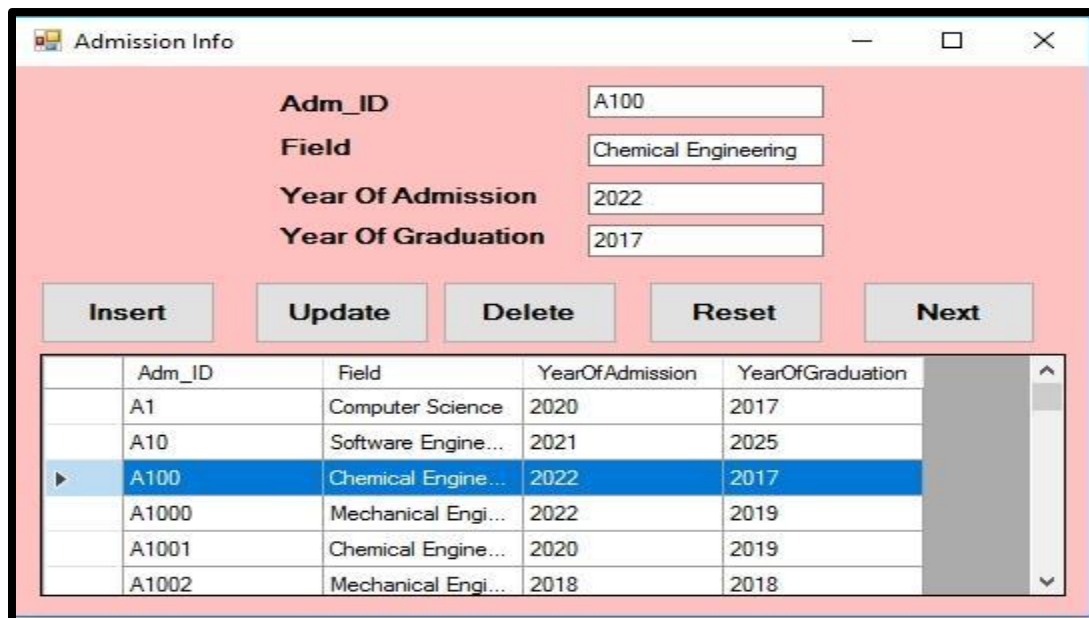 Admission Info
Adm_ID A100
Field Chemical Engineering
Year Of Admission 2022
Year Of Graduation 2017
Insert Update Delete Reset Next
Adm_ID Field YearOfAdmission YearOfGraduation
A1 Computer Science 2020 2017
A10 Software Engine... 2021 2025
A100 Chemical Engine... 2022 2017
A1000 Mechanical Engi... 2022 2019
A1001 Chemical Engine... 2020 2019
A1002 Mechanical Engi... 2018 2018